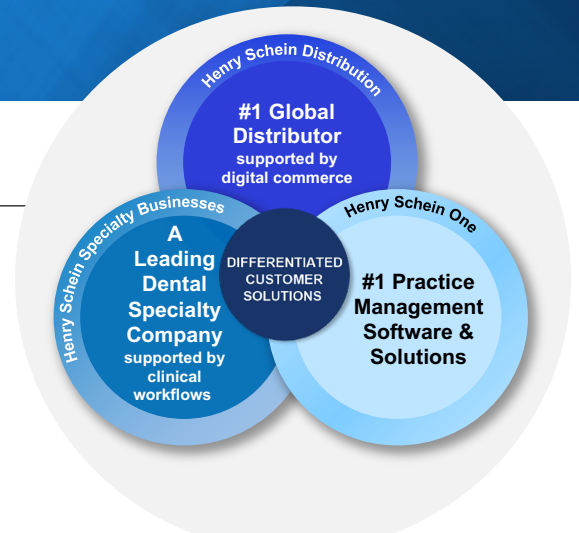 Henry Schein Distribution
#1 Global
Distributor
supported by
digital commerce
Henry Schein Specialty Businesses
A
Leading
Dental
Specialty
Company
supported by
clinical
workflows
DIFFERENTIATED
CUSTOMER
SOLUTIONS
Henry Schein One
#1 Practice
Management
Software &
Solutions